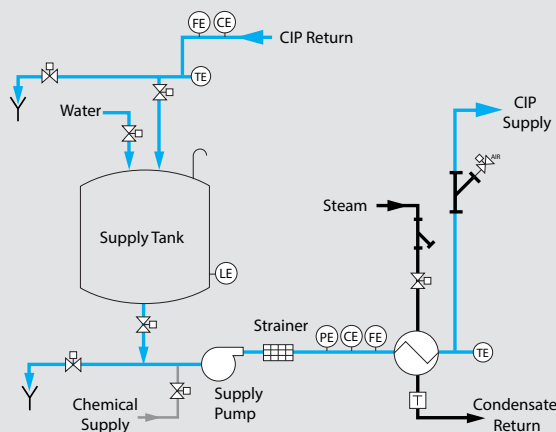 FE
CE
CIP Return
TE
Water
CIP
Supply
AIR
Steam
Supply Tank
LE
Strainer
PE
CE
FE
TE
Supply
Pump
Chemical
Supply
T
Condensate
Return